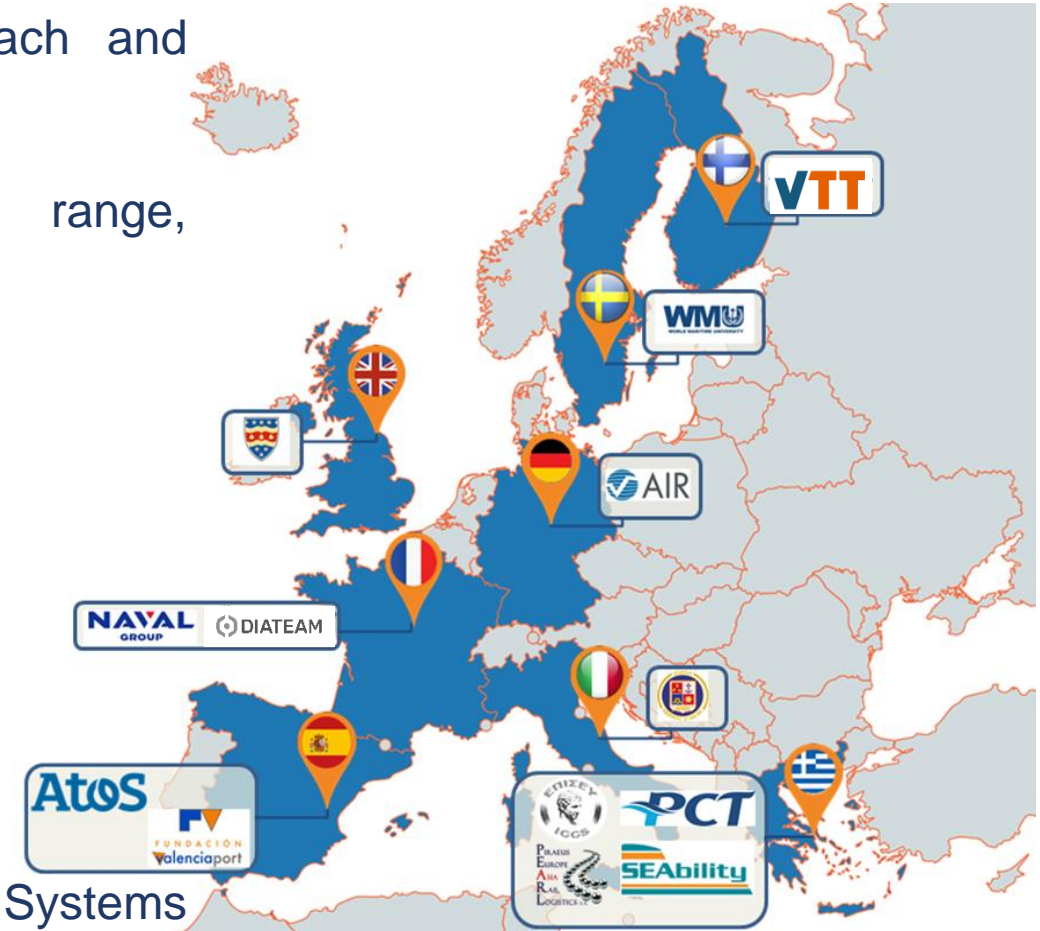 ach and
range,
VTT
WMU
WORLD MARITIME UNIVERSITY
AIR
NAVAL
GROUP
DIATEAM
Atos
FUNDACIÓN
valenciaport
ΕΠΙΣΕΥ
ICCS
PCT
PIRAEUS
EUROPE
ASIA
RAIL
LOGISTICS
SEAbility
Systems